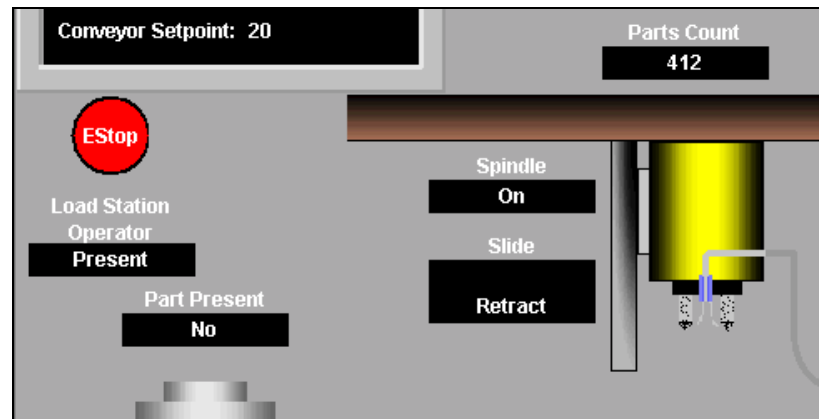 Conveyor Setpoint: 20
Parts Count
412
EStop
Spindle
On
Load Station
Operator
Present
Slide
Retract
Part Present
No